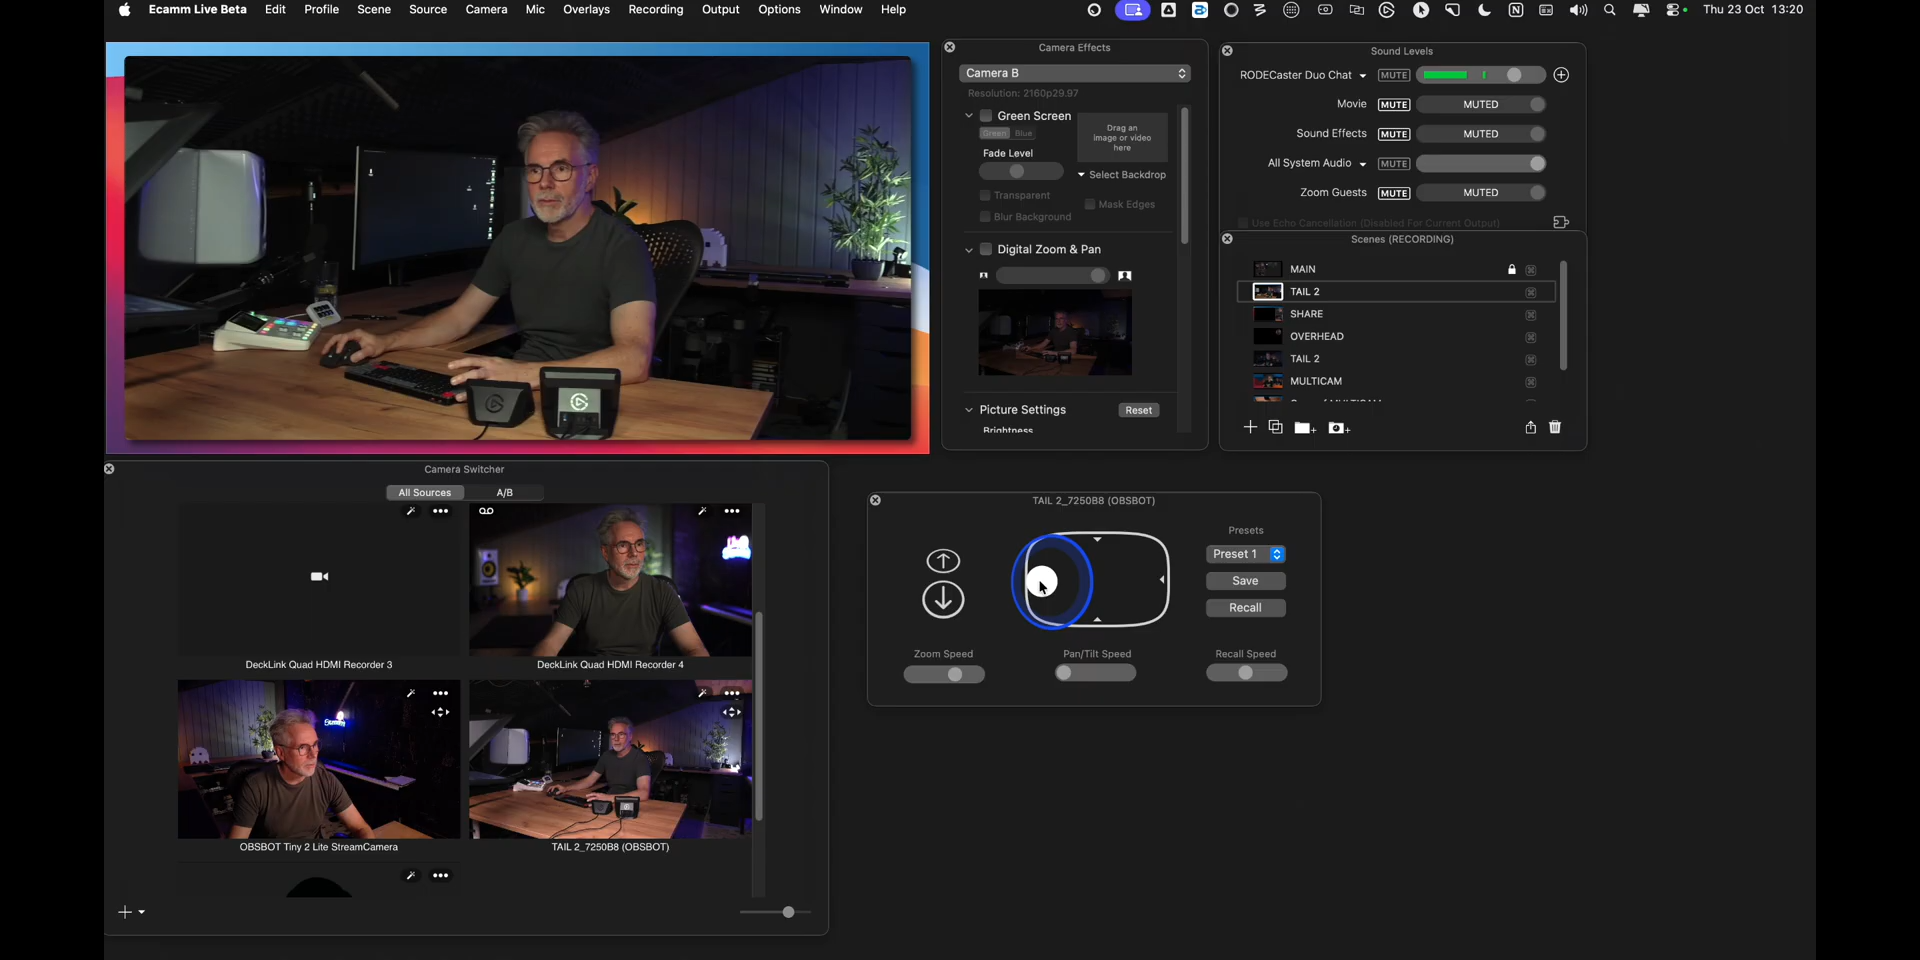 Ecamm Live Beta Edit Profile Scene Source Camera Mic Overlays Recording Output Options Window Help Thu 23 Oct 13:20
Camera Effects
Camera B
Resolution: 2160p29.97
Green Screen
Green Blue
Fade Level
Drag an
image or video
here
Select Backdrop
Transparent
Mask Edges
Blur Background
Digital Zoom & Pan
Picture Settings Reset
Brightness
Sound Levels
RODECaster Duo Chat MUTE
Movie MUTE MUTED
Sound Effects MUTE MUTED
All System Audio MUTE
Zoom Guests MUTE MUTED
Use Echo Cancellation (Disabled For Current Output)
Scenes (RECORDING)
MAIN
TAIL 2
SHARE
OVERHEAD
TAIL 2
MULTICAM
Copy of MULTICAM
Camera Switcher
All Sources A/B
DeckLink Quad HDMI Recorder 3
DeckLink Quad HDMI Recorder 4
OBSBOT Tiny 2 Lite StreamCamera
TAIL 2_7250B8 (OBSBOT)
TAIL 2_7250B8 (OBSBOT)
Presets
Preset 1
Save
Recall
Zoom Speed
Pan/Tilt Speed
Recall Speed